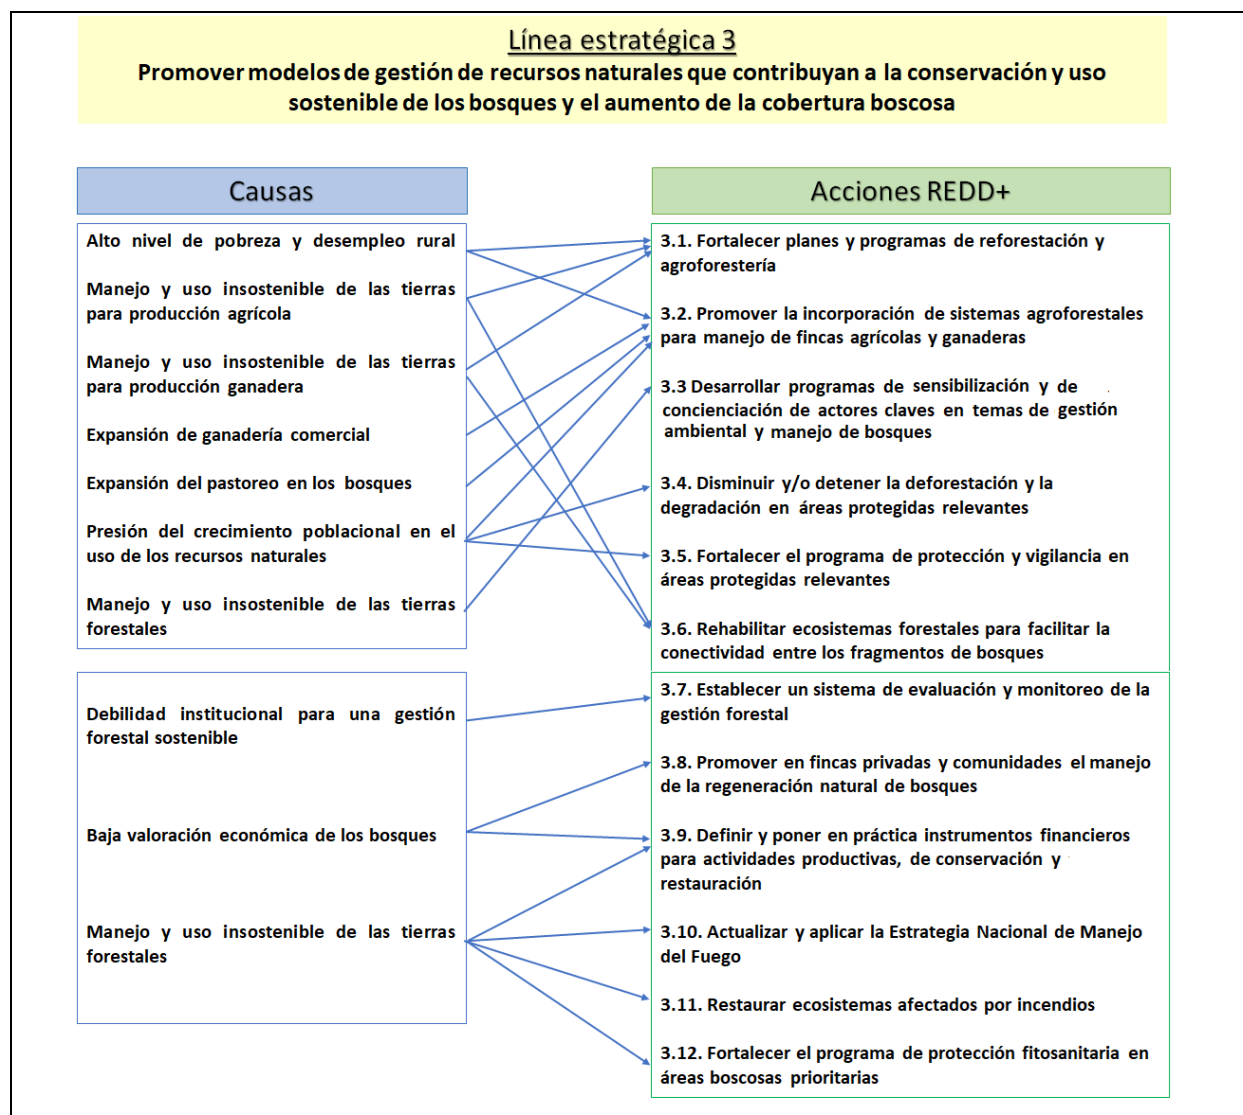 Línea estratégica 3
Promover modelos de gestión de recursos naturales que contribuyan a la conservación y uso
sostenible de los bosques y el aumento de la cobertura boscosa
Causas
Alto nivel de pobreza y desempleo rural
Manejo y uso insostenible de las tierras
para producción agrícola
Manejo y uso insostenible de las tierras
para producción ganadera
Expansión de ganadería comercial
Expansión del pastoreo en los bosques
Presión del crecimiento poblacional en el
uso de los recursos naturales
Manejo y uso insostenible de las tierras
forestales
Debilidad institucional para una gestión
forestal sostenible
Baja valoración económica de los bosques
Manejo y uso insostenible de las tierras
forestales
Acciones REDD+
3.1. Fortalecer planes y programas de reforestación y
agroforestería
3.2. Promover la incorporación de sistemas agroforestales
para manejo de fincas agrícolas y ganaderas
3.3 Desarrollar programas de sensibilización y de
concienciación de actores claves en temas de gestión
ambiental y manejo de bosques
3.4. Disminuir y/o detener la deforestación y la
degradación en áreas protegidas relevantes
3.5. Fortalecer el programa de protección y vigilancia en
áreas protegidas relevantes
3.6. Rehabilitar ecosistemas forestales para facilitar la
conectividad entre los fragmentos de bosques
3.7. Establecer un sistema de evaluación y monitoreo de la
gestión forestal
3.8. Promover en fincas privadas y comunidades el manejo
de la regeneración natural de bosques
3.9. Definir y poner en práctica instrumentos financieros
para actividades productivas, de conservación y
restauración
3.10. Actualizar y aplicar la Estrategia Nacional de Manejo
del Fuego
3.11. Restaurar ecosistemas afectados por incendios
3.12. Fortalecer el programa de protección fitosanitaria en
áreas boscosas prioritarias